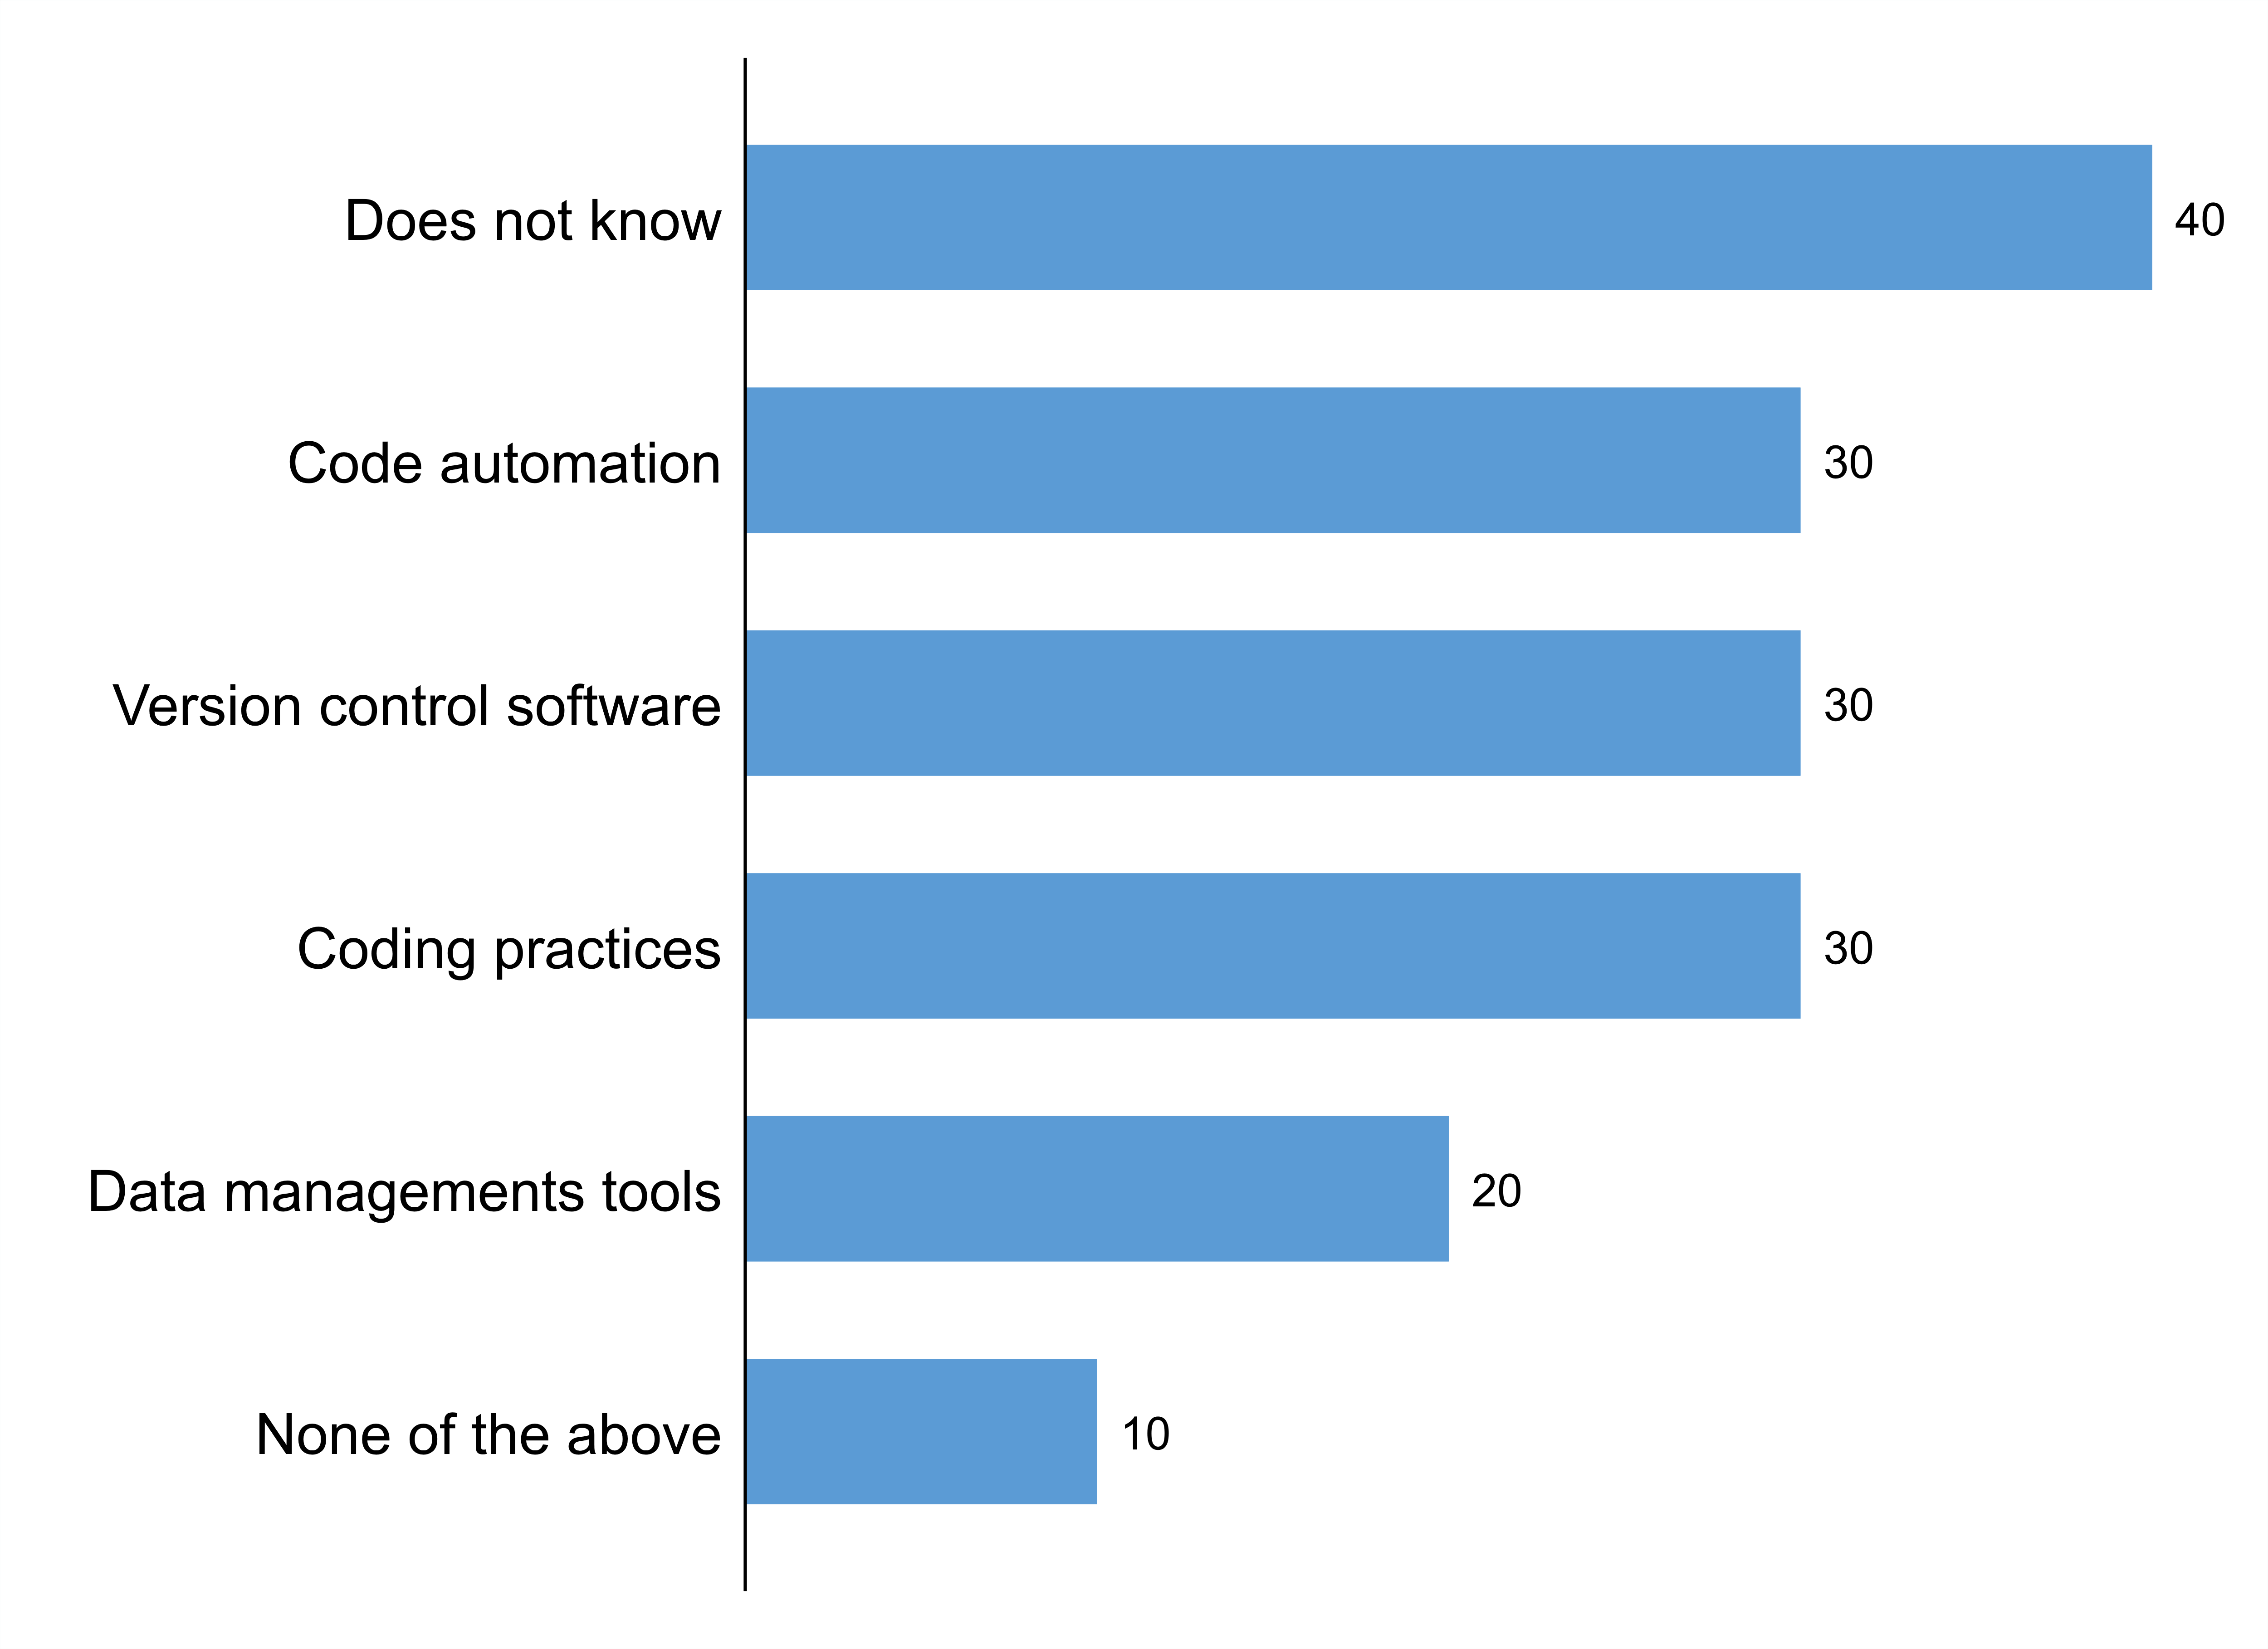 Does not know
40
Code automation
30
Version control software
30
Coding practices
30
Data managements tools
20
None of the above
10